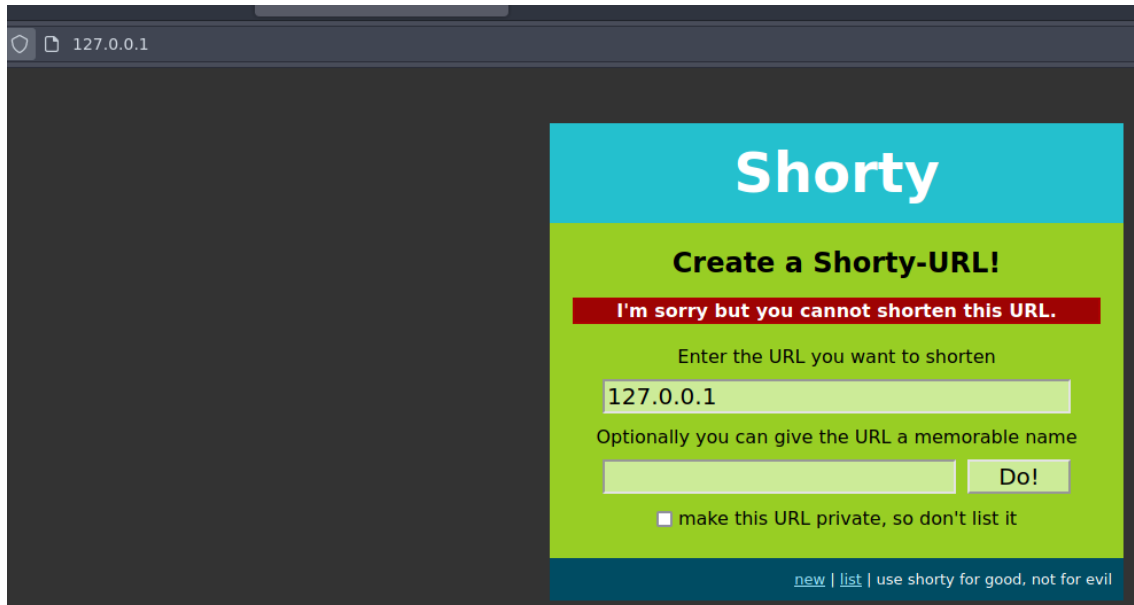 127.0.0.1
Shorty
Create a Shorty-URL!
I'm sorry but you cannot shorten this URL.
Enter the URL you want to shorten
127.0.0.1
Optionally you can give the URL a memorable name
Do!
make this URL private, so don't list it
new | list | use shorty for good, not for evil